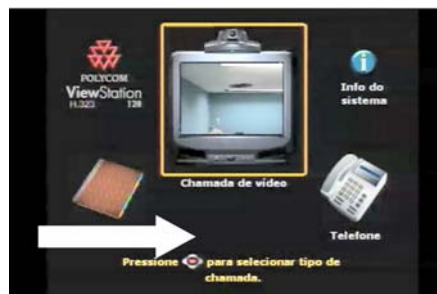 POLYCOM
ViewStation
H.323 128
Info do
sistema
Chamada de vídeo
Telefone
Pressione para selecionar tipo de
chamada.